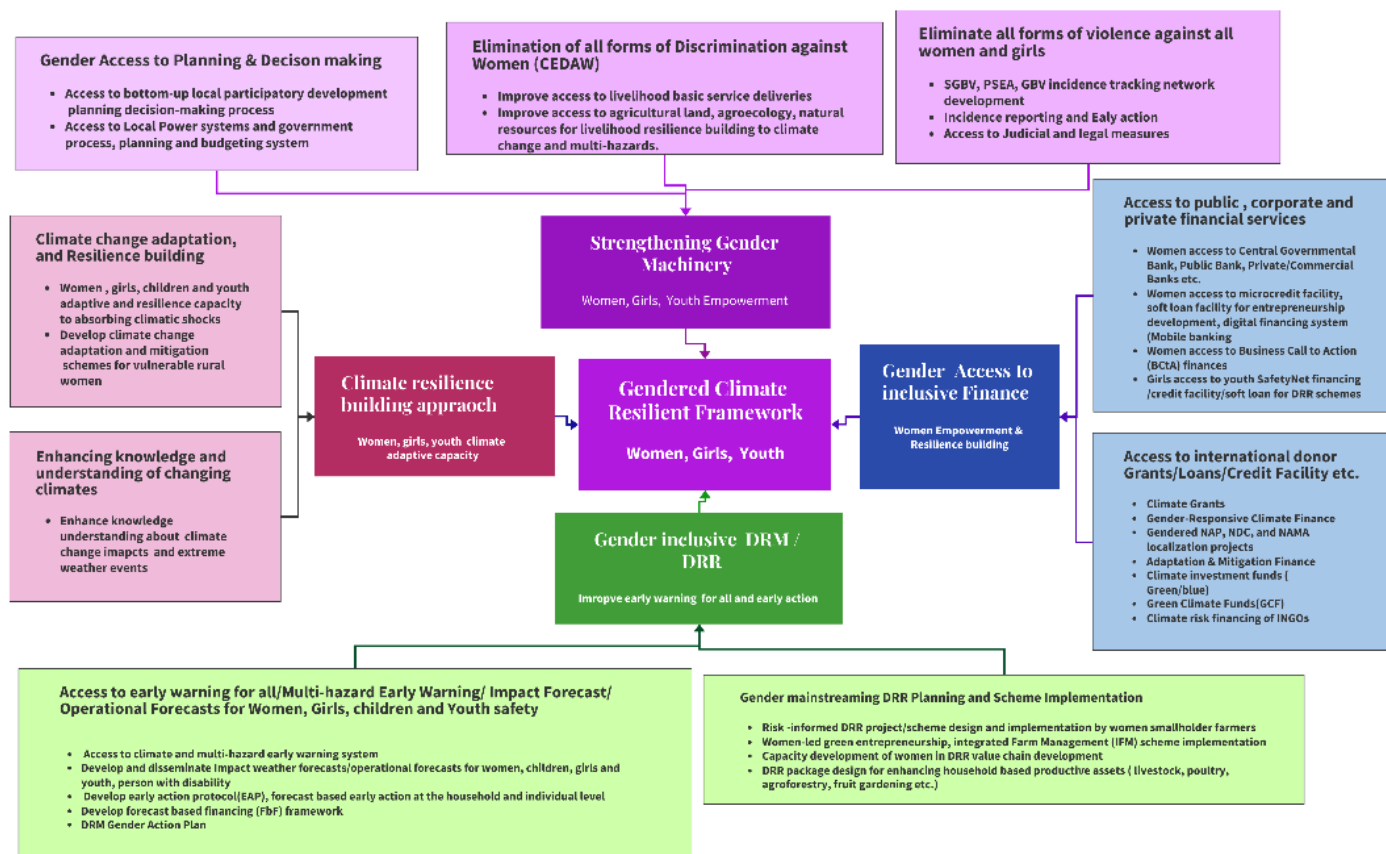 Gender Access to Planning & Decison making
Access to bottom-up local participatory development
planning decision-making process
Access to Local Power systems and government
process, planning and budgeting system
Elimination of all forms of Discrimination against
Women (CEDAW)
Improve access to livelihood basic service deliveries
Improve access to agricultural land, agroecology, natural
resources for livelihood resilience building to climate
change and multi-hazards.
Eliminate all forms of violence against all
women and girls
SGBV, PSEA, GBV incidence tracking network
development
Incidence reporting and Ealy action
Access to Judicial and legal measures
Climate change adaptation,
and Resilience building
Women , girls, children and youth
adaptive and resilience capacity
to absorbing climatic shocks
Develop climate change
adaptation and mitigation
schemes for vulnerable rural
women
Strengthening Gender
Machinery
Women, Girls, Youth Empowerment
Access to public , corporate and
private financial services
Women access to Central Governmental
Bank, Public Bank, Private/Commercial
Banks etc.
Women access to microcredit facility,
soft loan facility for entrepreneurship
development, digital financing system
(Mobile banking
Women access to Business Call to Action
(BCtA) finances
Girls access to youth SafetyNet financing
/credit facility/soft loan for DRR schemes
Climate resilience
building appraoch
Women, girls, youth climate
adaptive capacity
Gendered Climate
Resilient Framework
Women, Girls, Youth
Gender Access to
inclusive Finance
Women Empowerment &
Resilience building
Enhancing knowledge and
understanding of changing
climates
Enhance knowledge
understanding about climate
change imapcts and extreme
weather events
Gender inclusive DRM /
DRR
Imropve early warning for all and early action
Access to international donor
Grants/Loans/Credit Facility etc.
Climate Grants
Gender-Responsive Climate Finance
Gendered NAP, NDC, and NAMA
localization projects
Adaptation & Mitigation Finance
Climate investment funds (
Green/blue)
Green Climate Funds(GCF)
Climate risk financing of INGOs
Access to early warning for all/Multi-hazard Early Warning/ Impact Forecast/
Operational Forecasts for Women, Girls, children and Youth safety
Access to climate and multi-hazard early warning system
Develop and disseminate Impact weather forecasts/operational forecasts for women, children, girls and
youth, person with disability
Develop early action protocol(EAP), forecast based early action at the household and individual level
Develop forecast based financing (FbF) framework
DRM Gender Action Plan
Gender mainstreaming DRR Planning and Scheme Implementation
Risk -informed DRR project/scheme design and implementation by women smallholder farmers
Women-led green entrepreneurship, integrated Farm Management (IFM) scheme implementation
Capacity development of women in DRR value chain development
DRR package design for enhancing household based productive assets ( livestock, poultry,
agroforestry, fruit gardening etc.)